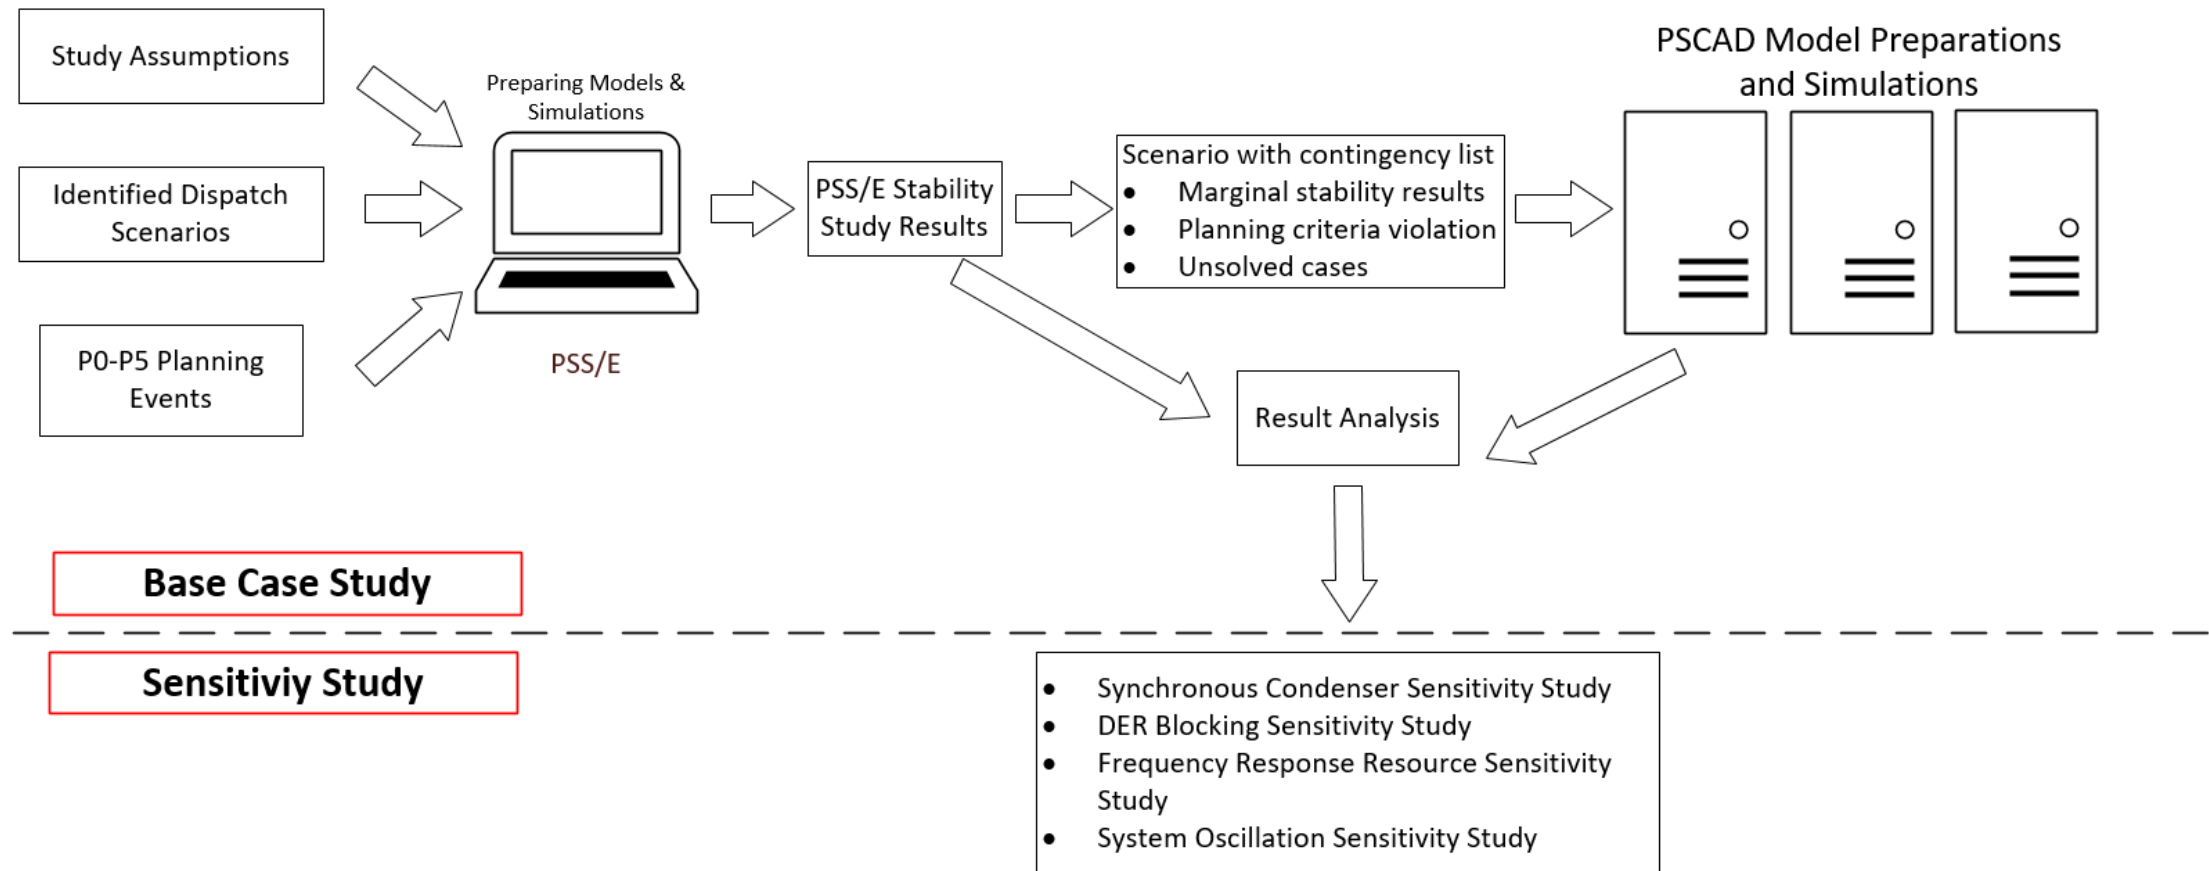 Study Assumptions
Identified Dispatch
Scenarios
P0-P5 Planning
Events
Preparing Models &
Simulations
PSS/E
PSS/E Stability
Study Results
Scenario with contingency list
• Marginal stability results
• Planning criteria violation
• Unsolved cases
PSCAD Model Preparations
and Simulations
Result Analysis
Base Case Study
Sensitiviy Study
• Synchronous Condenser Sensitivity Study
• DER Blocking Sensitivity Study
• Frequency Response Resource Sensitivity
Study
• System Oscillation Sensitivity Study